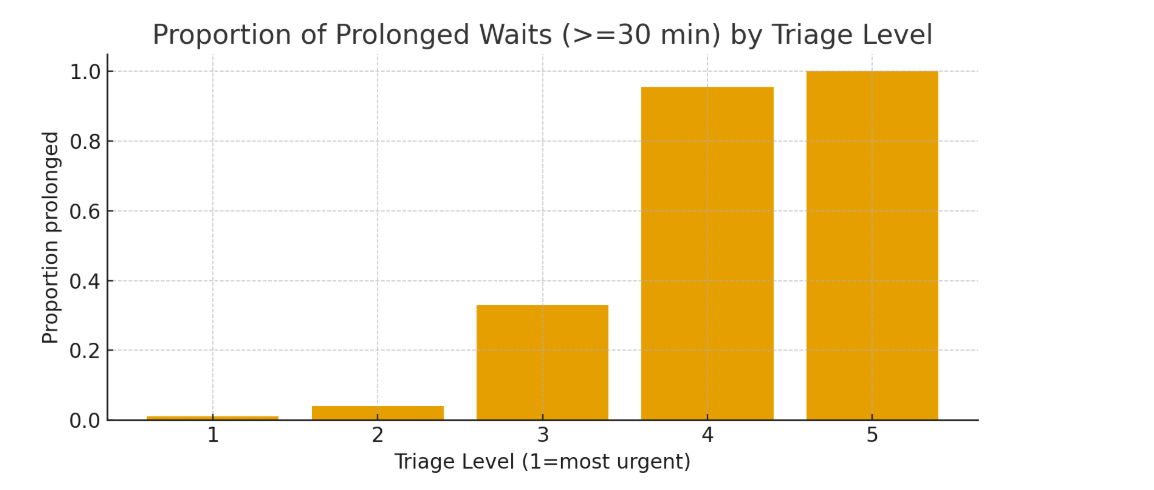 Proportion of Prolonged Waits (>=30 min) by Triage Level
Proportion prolonged
1.0
0.8
0.6
0.4
0.2
0.0
1 2 3 4 5
Triage Level (1=most urgent)